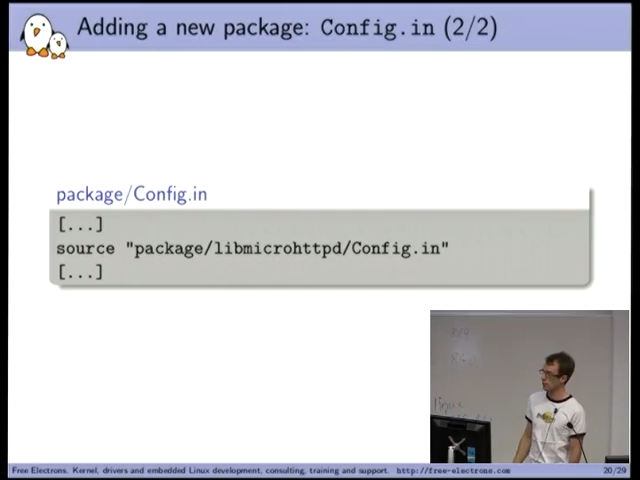 Adding a new package: Config.in (2/2)
package/Config.in
[...]
source "package/libmicrohttpd/Config.in"
[...]
Free Electrons. Kernel, drivers and embedded Linux development, consulting, training and support. http://free-electrons.com 20/29